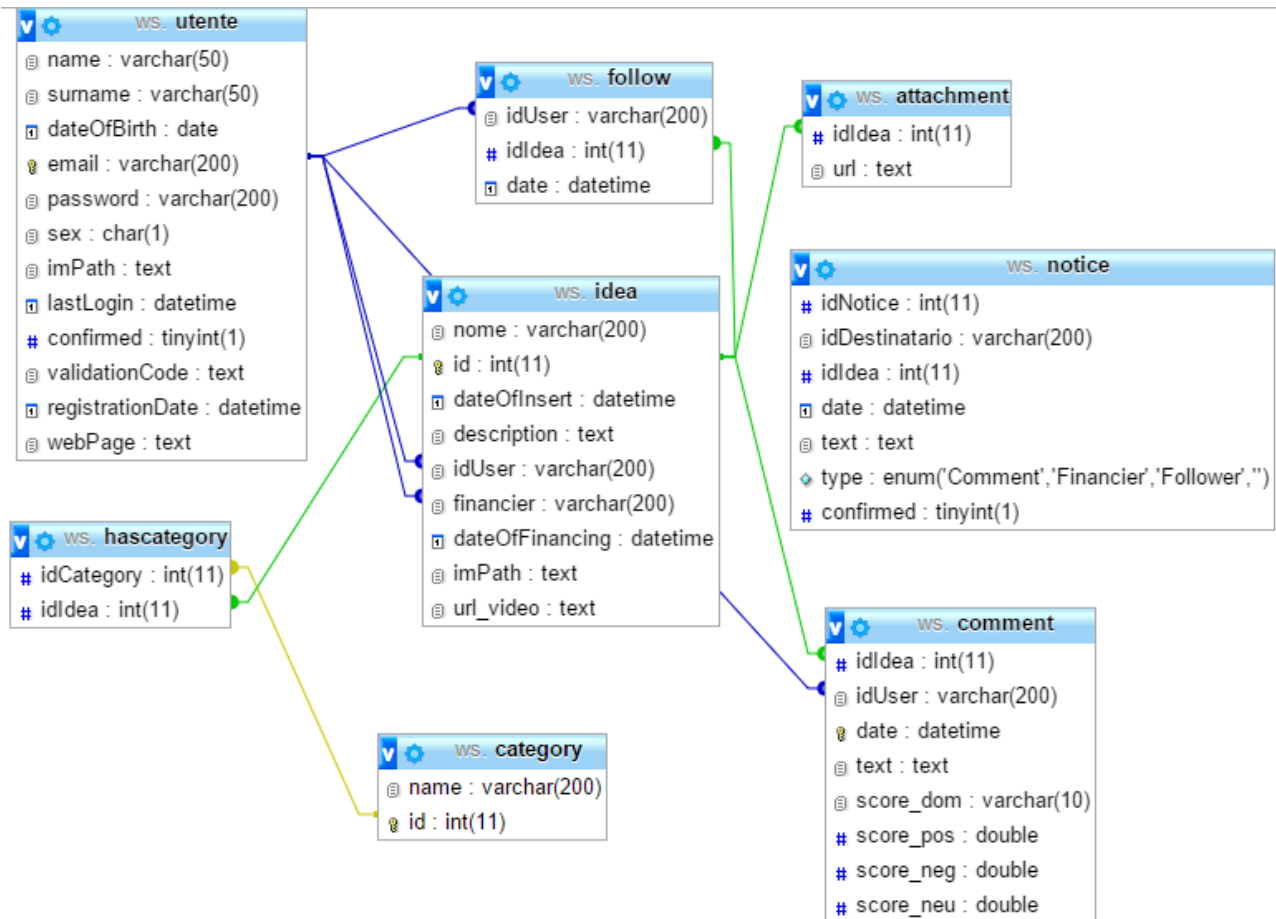 ws. utente
name : varchar(50)
surname : varchar(50)
dateOfBirth : date
email : varchar(200)
password : varchar(200)
sex : char(1)
imPath : text
lastLogin : datetime
confirmed : tinyint(1)
validationCode : text
registrationDate : datetime
webPage : text
ws. follow
idUser : varchar(200)
idIdea : int(11)
date : datetime
ws. attachment
idIdea : int(11)
url : text
ws. idea
nome : varchar(200)
id : int(11)
dateOfInsert : datetime
description : text
idUser : varchar(200)
financier : varchar(200)
dateOfFinancing : datetime
imPath : text
url_video : text
ws. notice
idNotice : int(11)
idDestinatario : varchar(200)
idIdea : int(11)
date : datetime
text : text
type : enum('Comment','Financier','Follower','')
confirmed : tinyint(1)
ws. hascategory
idCategory : int(11)
idIdea : int(11)
ws. category
name : varchar(200)
id : int(11)
ws. comment
idIdea : int(11)
idUser : varchar(200)
date : datetime
text : text
score_dom : varchar(10)
score_pos : double
score_neg : double
score_neu : double